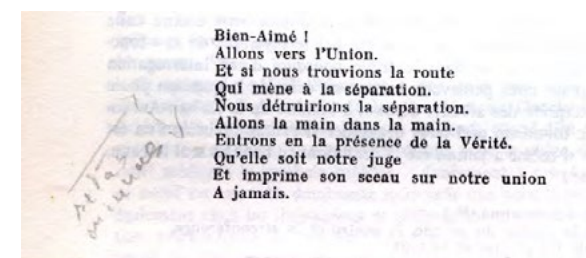 Bien-Aimé !
Allons vers l'Union.
Et si nous trouvions la route
Qui mène à la séparation.
Nous détruirions la séparation.
Allons la main dans la main.
Entrons en la présence de la Vérité.
Qu'elle soit notre juge
Et imprime son sceau sur notre union
A jamais.